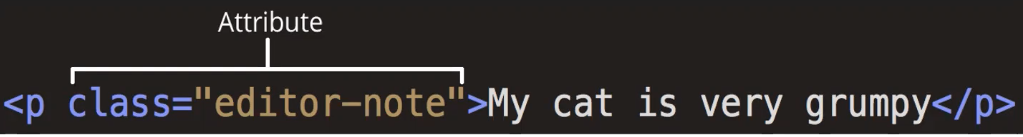 Attribute
<p class="editor-note">My cat is very grumpy</p>